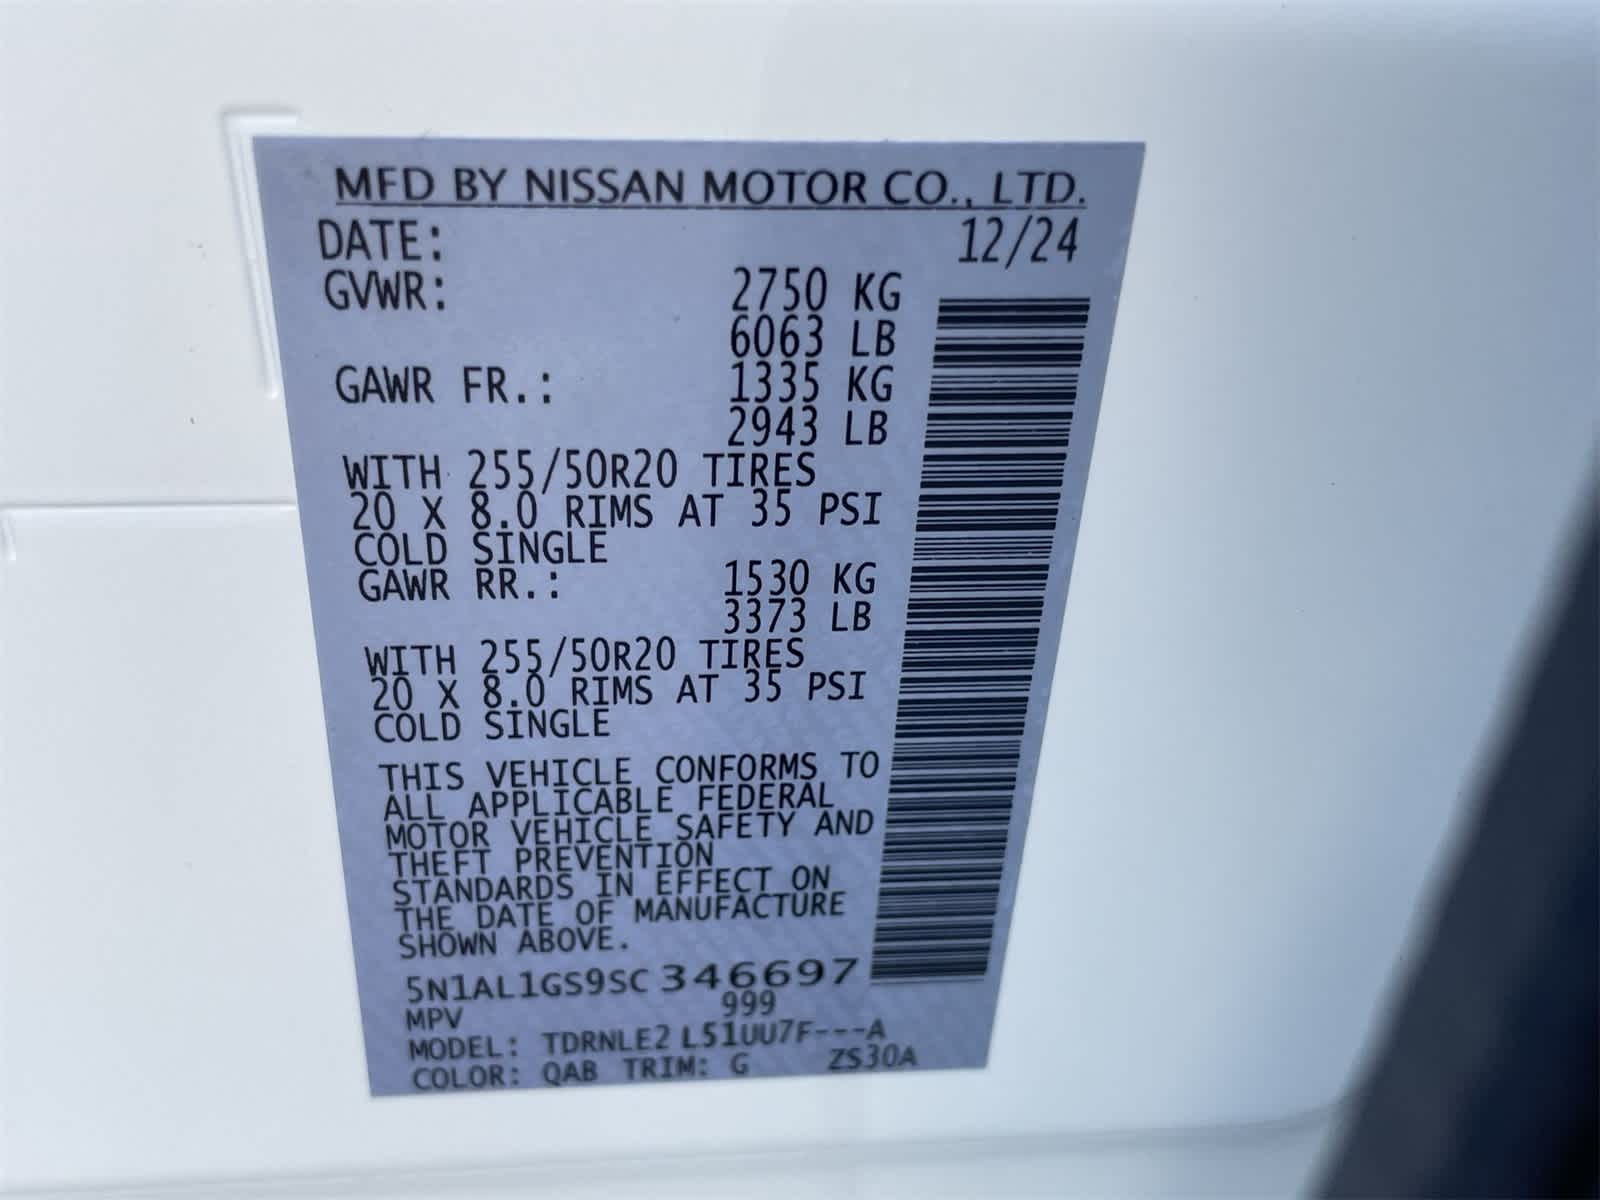 MFD BY NISSAN MOTOR CO., LTD.
DATE: 12/24
GVWR: 2750 KG
6063 LB
GAWR FR.: 1335 KG
2943 LB
WITH 255/50R20 TIRES
20 X 8.0 RIMS AT 35 PSI
COLD SINGLE
GAWR RR.: 1530 KG
3373 LB
WITH 255/50R20 TIRES
20 X 8.0 RIMS AT 35 PSI
COLD SINGLE
THIS VEHICLE CONFORMS TO
ALL APPLICABLE FEDERAL
MOTOR VEHICLE SAFETY AND
THEFT PREVENTION
STANDARDS IN EFFECT ON
THE DATE OF MANUFACTURE
SHOWN ABOVE.
5N1AL1GS9SC346697
MPV 999
MODEL: TDRNLE2 L51UU7F---A
COLOR: QAB TRIM: G ZS30A